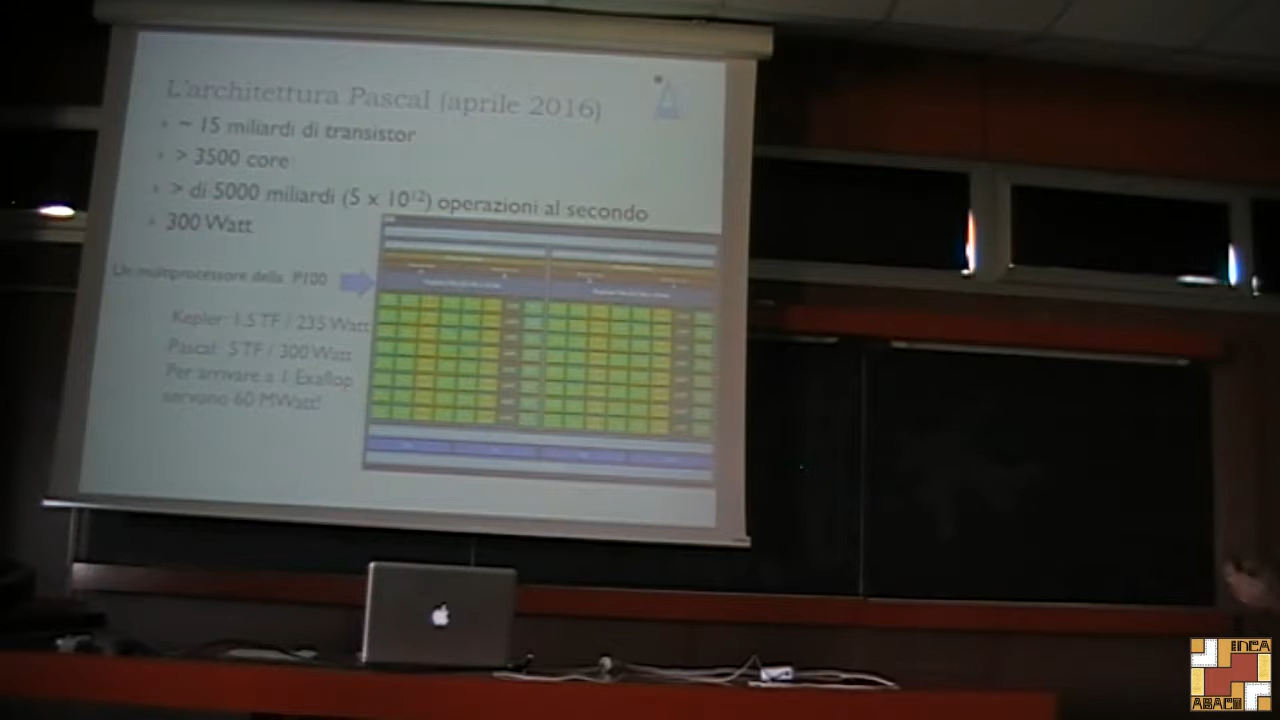 L'architettura Pascal (aprile 2016)
~ 15 miliardi di transistor
> 3500 core
> di 5000 miliardi (5 x 10¹²) operazioni al secondo
300 Watt
Un multiprocessore della P100
Kepler: 1.5 TF / 235 Watt
Pascal: 5 TF / 300 Watt
Per arrivare a 1 Exaflop
servono 60 MWatt!